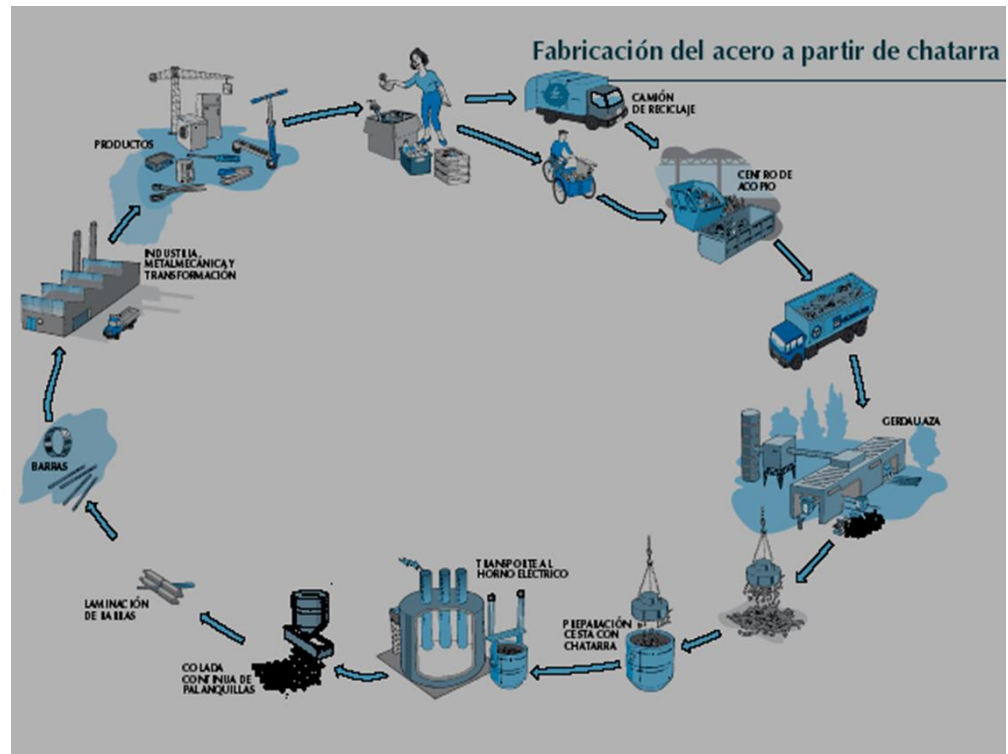 Fabricación del acero a partir de chatarra
CAMIÓN
DE RECICLAJE
PRODUCTOS
CENTRO DE
ACOPIO
INDUSTLIA,
METALMECÁNICA Y
TRANSFORMACIÓN
GERDAU AZA
BARRAS
TRANSPORTE AL
HORNO ELÉCTRICO
PREPARACIÓN
CESTA CON
CHATARRA
LAMINACIÓN
DE BARRAS
COLADA
CONTINUA DE
PALANQUILLAS